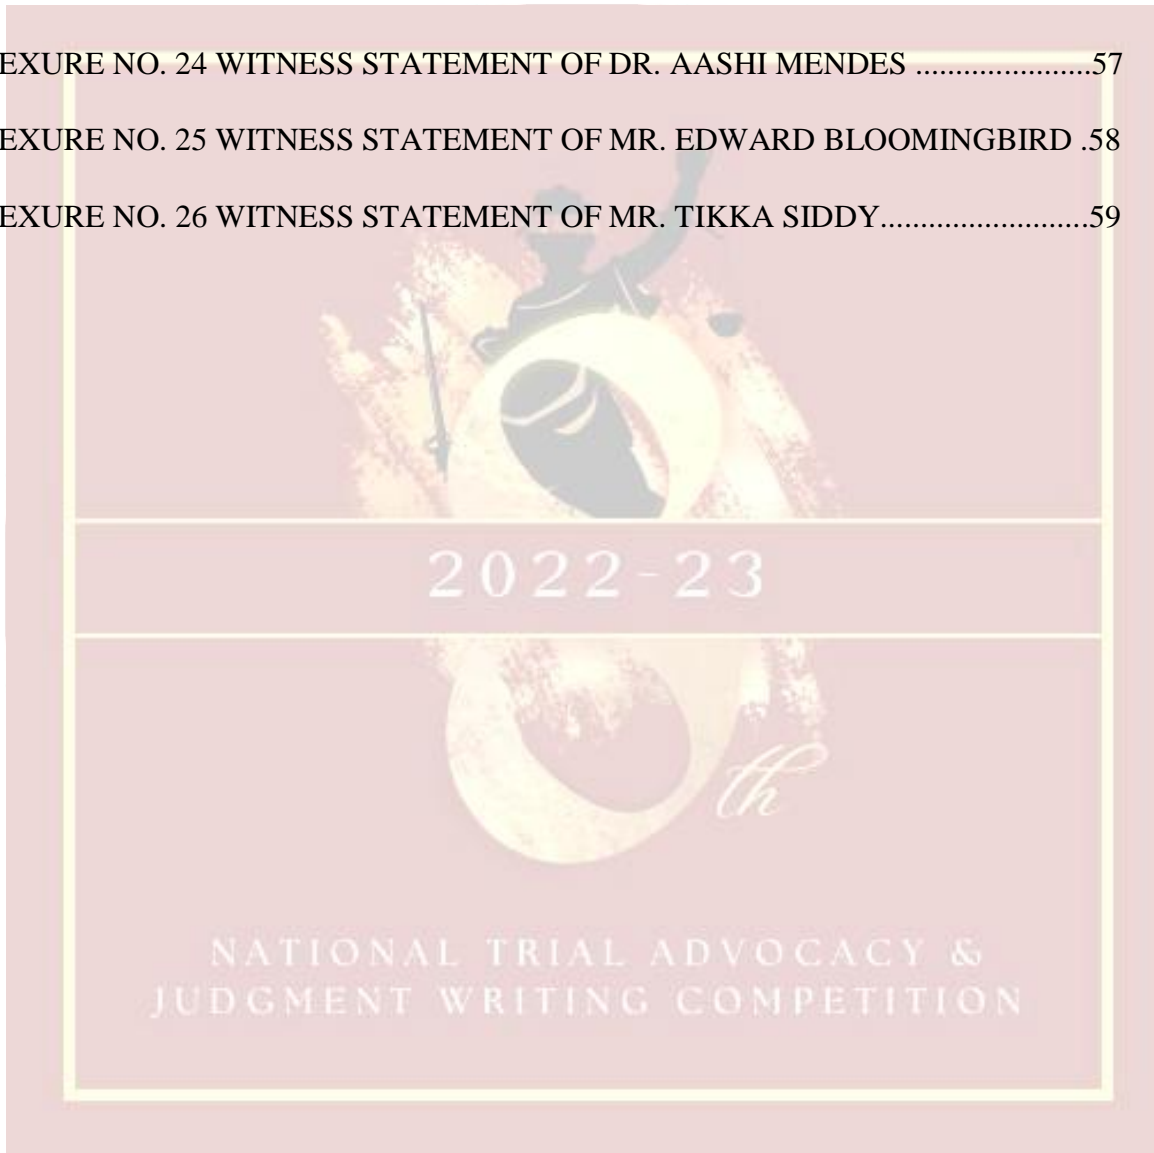 EXURE NO. 24 WITNESS STATEMENT OF DR. AASHI MENDES ......................57
EXURE NO. 25 WITNESS STATEMENT OF MR. EDWARD BLOOMINGBIRD .58
EXURE NO. 26 WITNESS STATEMENT OF MR. TIKKA SIDDY..........................59
2022-23
th
NATIONAL TRIAL ADVOCACY &
JUDGMENT WRITING COMPETITION